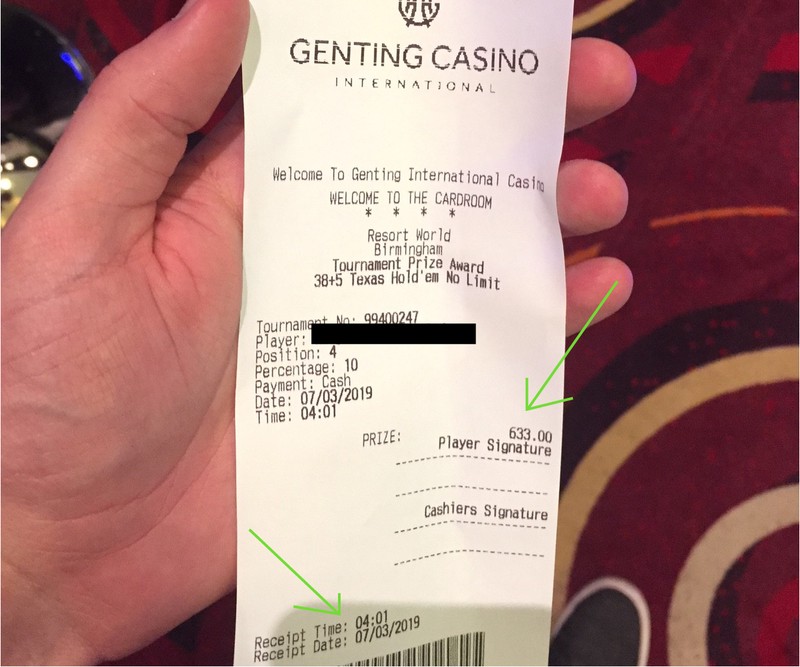 GENTING CASINO
INTERNATIONAL
Welcome To Genting International Casino
WELCOME TO THE CARDROOM
* * * *
Resort World
Birmingham
Tournament Prize Award
38+5 Texas Hold'em No Limit
Tournament No: 99400247
Player:
Position: 4
Percentage: 10
Payment: Cash
Date: 07/03/2019
Time: 04:01
PRIZE: 633.00
Player Signature
Cashiers Signature
Receipt Time: 04:01
Receipt Date: 07/03/2019